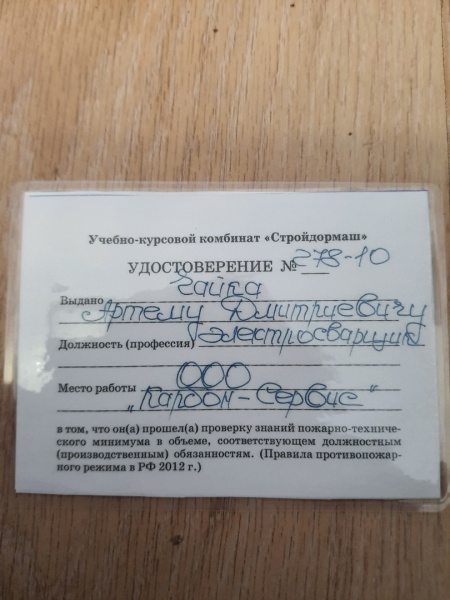 Учебно-курсовой комбинат «Стройдормаш»
УДОСТОВЕРЕНИЕ № 278-10
Гайка
Выдано Артему Дмитриевичу
Должность (профессия) электросварщик
ООО
Место работы „Карбон-Сервис"
в том, что он(а) прошел(а) проверку знаний пожарно-техниче-
ского минимума в объеме, соответствующем должностным
(производственным) обязанностям. (Правила противопожар-
ного режима в РФ 2012 г.)